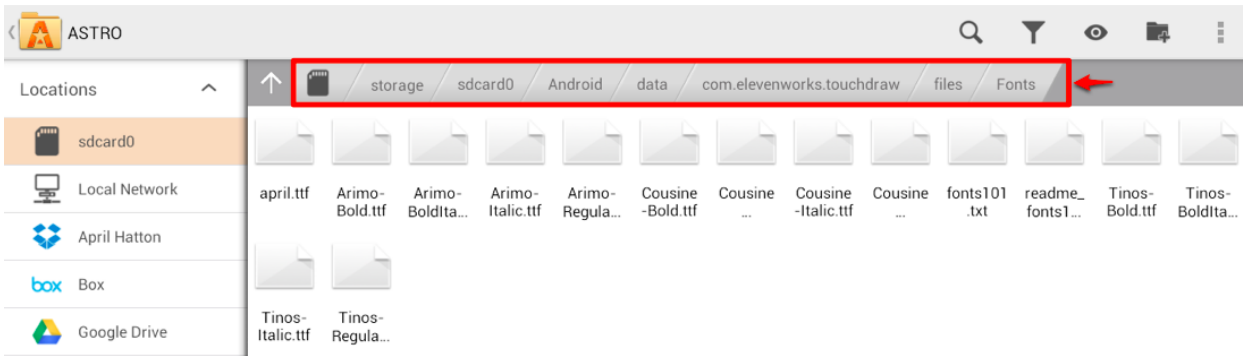 ASTRO
Locations
storage sdcard0 Android data com.elevenworks.touchdraw files Fonts
sdcard0
Local Network
April Hatton
box Box
Google Drive
april.ttf
Arimo-
Bold.ttf
Arimo-
BoldIta...
Arimo-
Italic.ttf
Arimo-
Regula...
Cousine
-Bold.ttf
Cousine
...
Cousine
-Italic.ttf
Cousine
...
fonts101
.txt
readme_
fonts1...
Tinos-
Bold.ttf
Tinos-
BoldIta...
Tinos-
Italic.ttf
Tinos-
Regula...